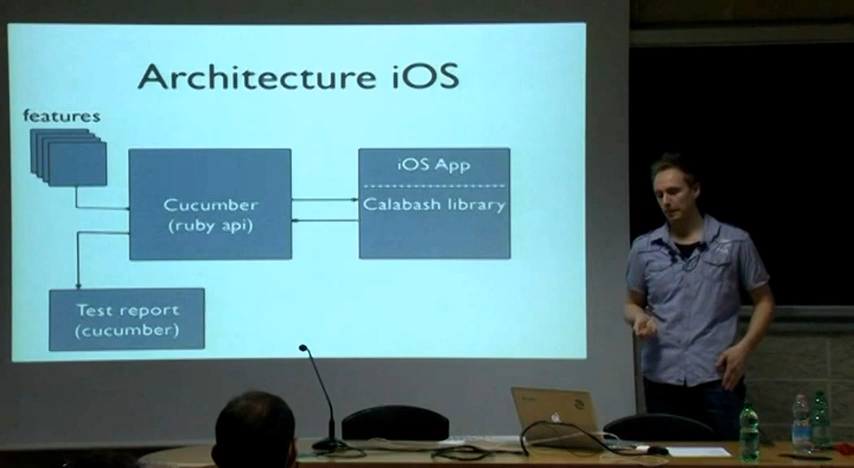 Architecture iOS
features
iOS App
Cucumber
(ruby api)
Calabash library
Test report
(cucumber)